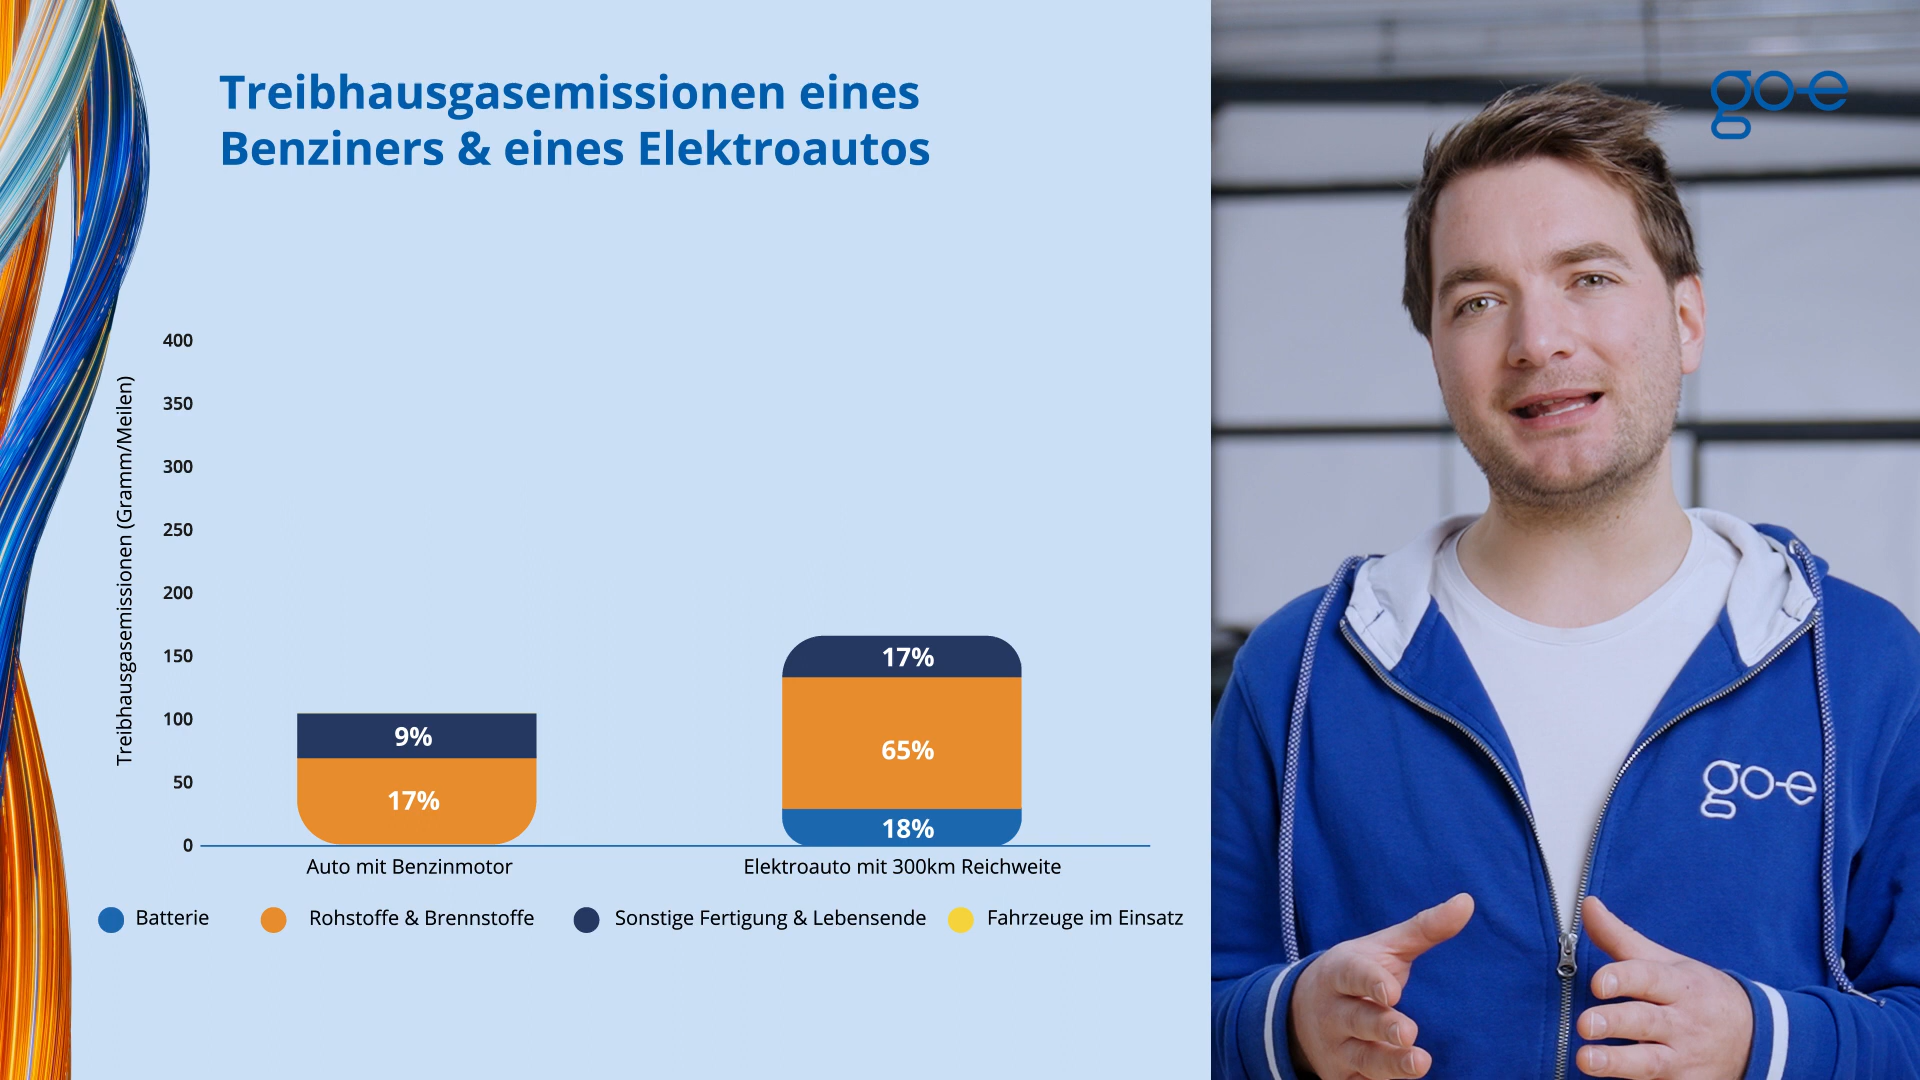 Treibhausgasemissionen eines
Benziners & eines Elektroautos
go-e
Treibhausgasemissionen (Gramm/Meilen)
400
350
300
250
200
150
100
50
0
9%
17%
17%
65%
18%
Auto mit Benzinmotor
Elektroauto mit 300km Reichweite
Batterie
Rohstoffe & Brennstoffe
Sonstige Fertigung & Lebensende
Fahrzeuge im Einsatz
go-e